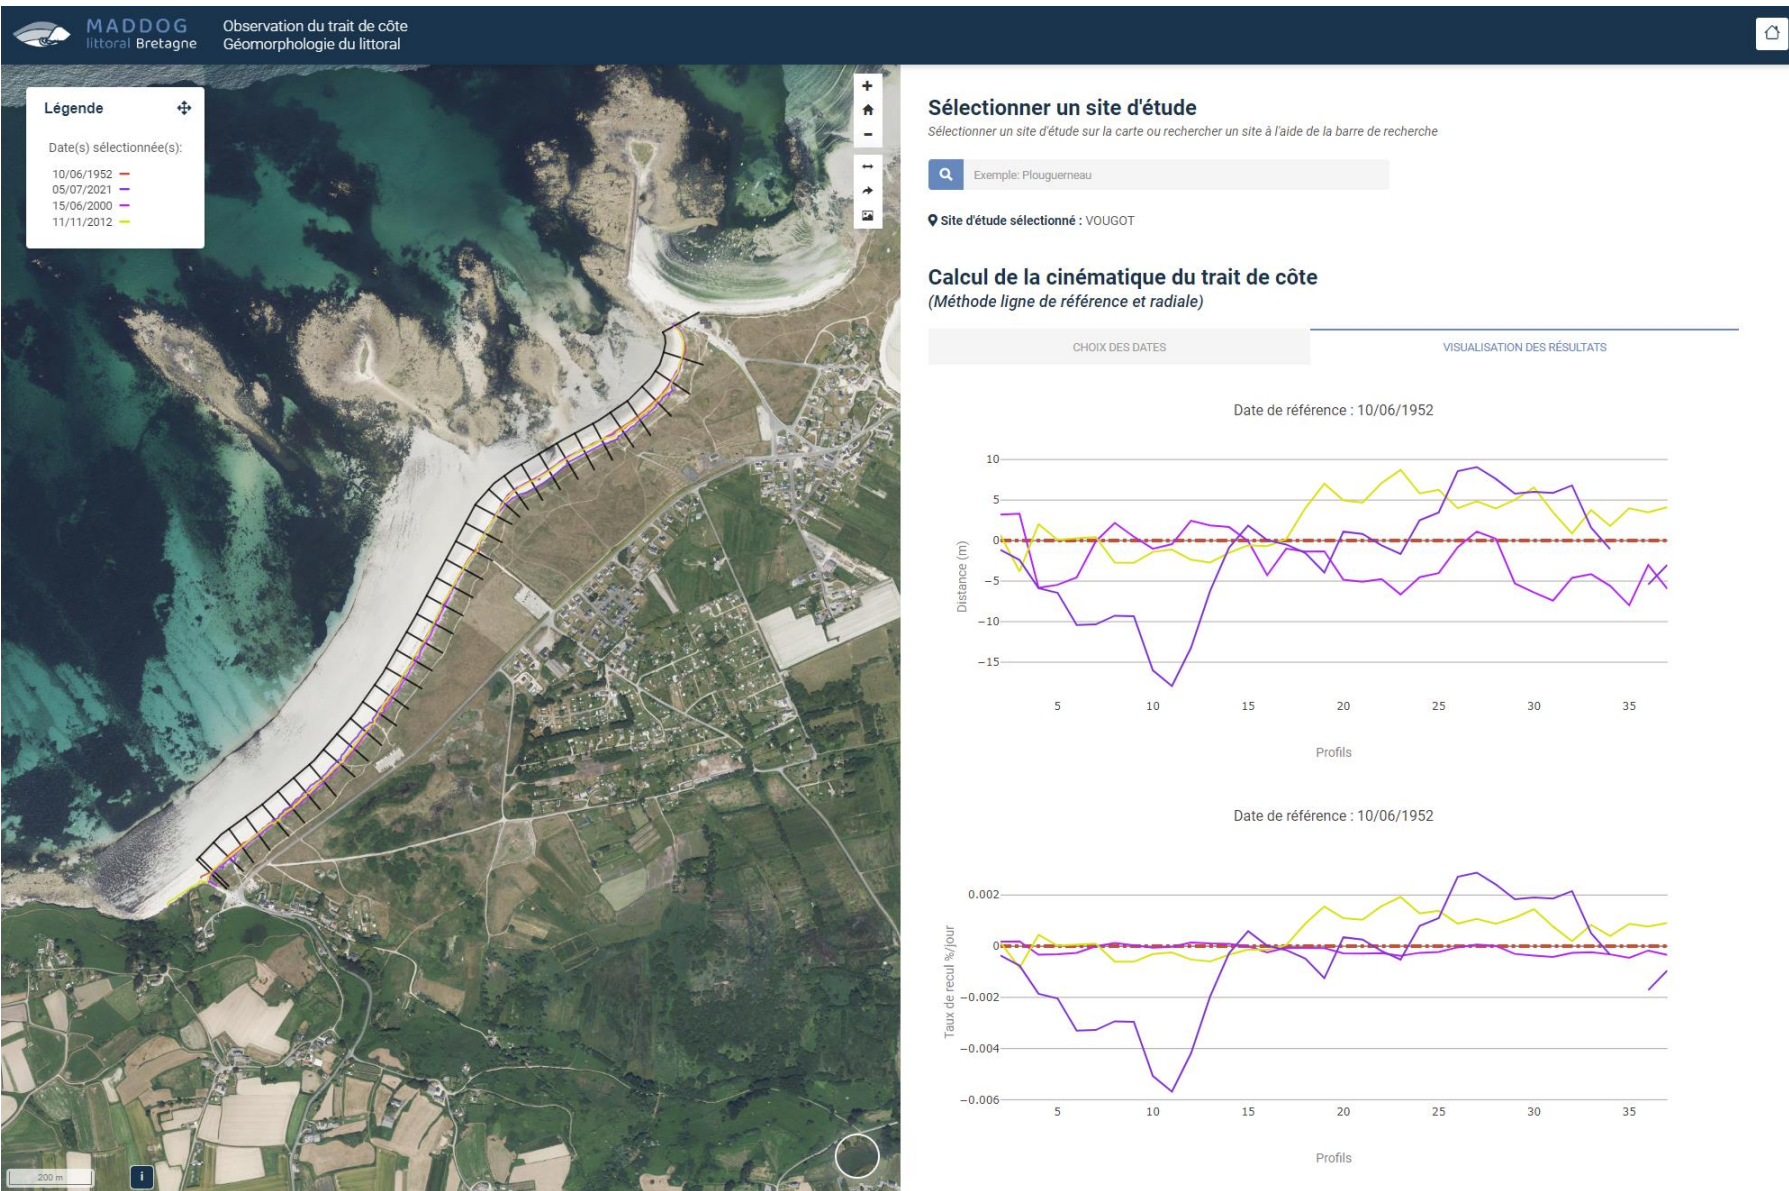 MADDOG
littoral Bretagne
Observation du trait de côte
Géomorphologie du littoral
Légende
Date(s) sélectionnée(s):
10/06/1952
05/07/2021
15/06/2000
11/11/2012
200 m
i
Sélectionner un site d'étude
Sélectionner un site d'étude sur la carte ou rechercher un site à l'aide de la barre de recherche
Exemple: Plouguerneau
Site d'étude sélectionné : VOUGOT
Calcul de la cinématique du trait de côte
(Méthode ligne de référence et radiale)
CHOIX DES DATES
VISUALISATION DES RÉSULTATS
Date de référence : 10/06/1952
Distance (m)
10
5
0
−5
−10
−15
5 10 15 20 25 30 35
Profils
Date de référence : 10/06/1952
Taux de recul %/jour
0.002
0
−0.002
−0.004
−0.006
5 10 15 20 25 30 35
Profils